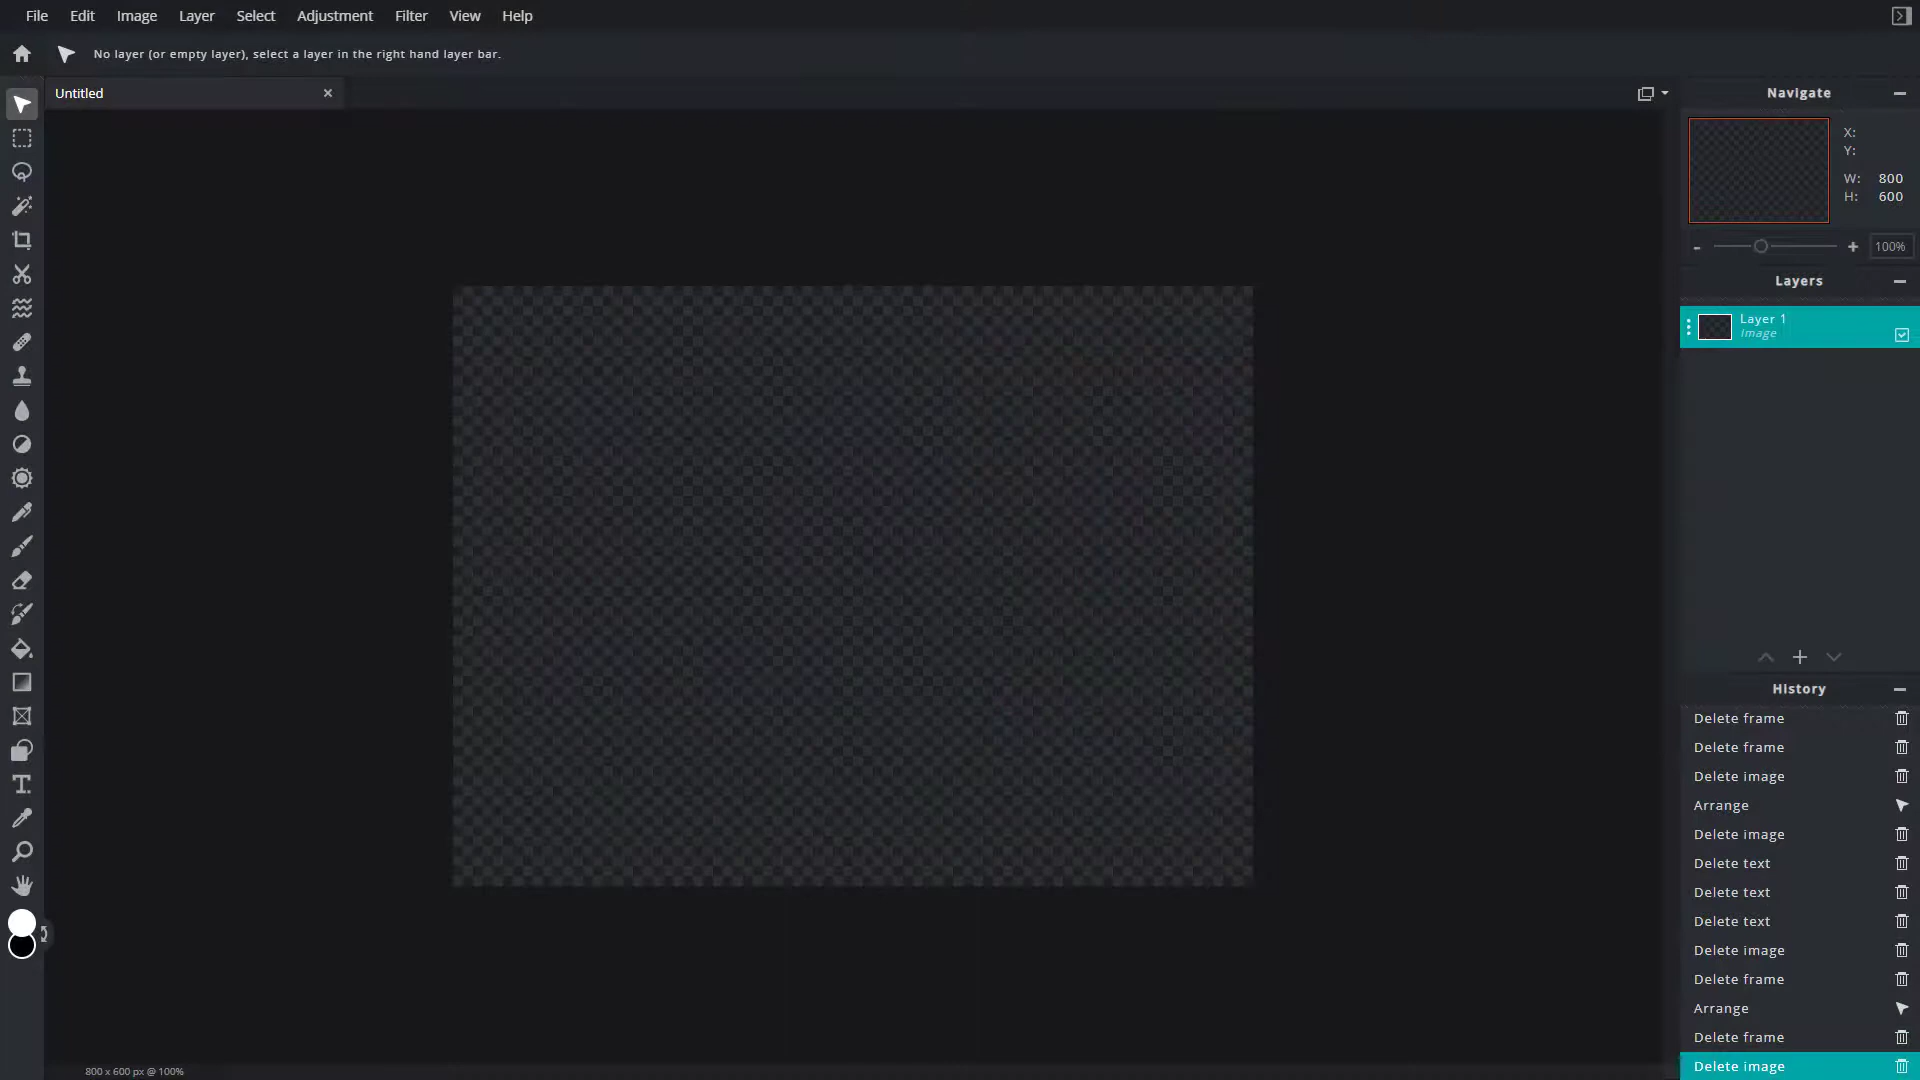 File Edit Image Layer Select Adjustment Filter View Help
No layer (or empty layer), select a layer in the right hand layer bar.
Untitled
Navigate
X:
Y:
W: 800
H: 600
100%
Layers
Layer 1
Image
History
Delete frame
Delete frame
Delete image
Arrange
Delete image
Delete text
Delete text
Delete text
Delete image
Delete frame
Arrange
Delete frame
Delete image
800 x 600 px @ 100%